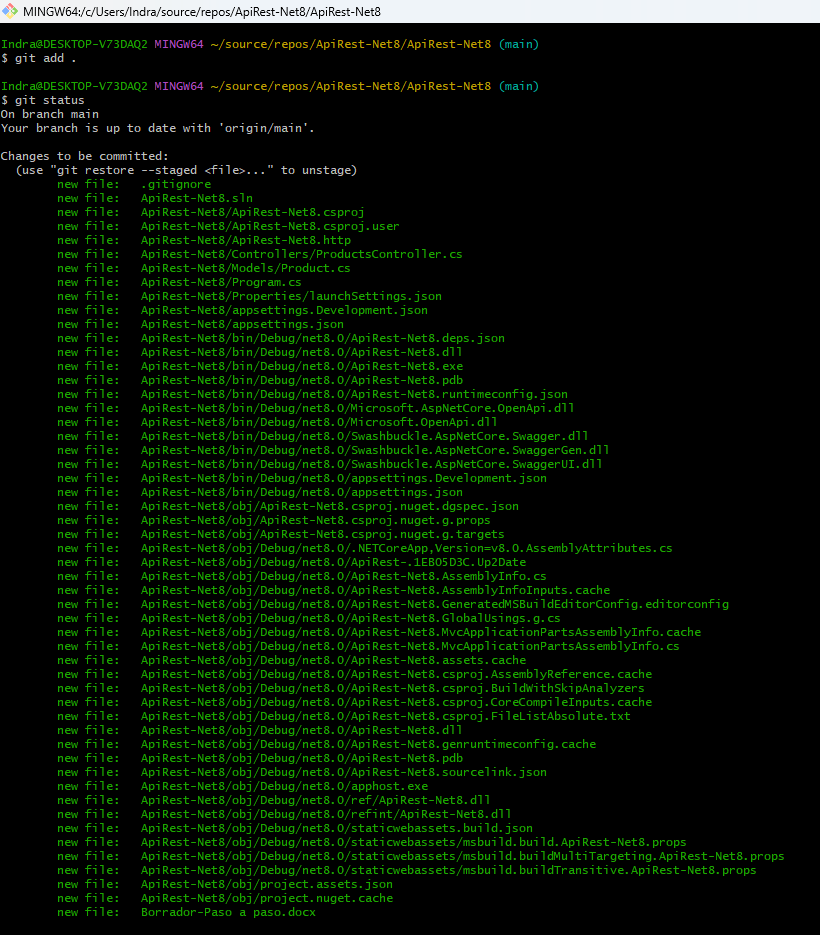 MINGW64:/c/Users/Indra/source/repos/ApiRest-Net8/ApiRest-Net8
Indra@DESKTOP-V73DAQ2 MINGW64 ~/source/repos/ApiRest-Net8/ApiRest-Net8 (main)
$ git add .
Indra@DESKTOP-V73DAQ2 MINGW64 ~/source/repos/ApiRest-Net8/ApiRest-Net8 (main)
$ git status
On branch main
Your branch is up to date with 'origin/main'.
Changes to be committed:
(use "git restore --staged <file>..." to unstage)
new file: .gitignore
new file: ApiRest-Net8.sln
new file: ApiRest-Net8/ApiRest-Net8.csproj
new file: ApiRest-Net8/ApiRest-Net8.csproj.user
new file: ApiRest-Net8/ApiRest-Net8.http
new file: ApiRest-Net8/Controllers/ProductsController.cs
new file: ApiRest-Net8/Models/Product.cs
new file: ApiRest-Net8/Program.cs
new file: ApiRest-Net8/Properties/launchSettings.json
new file: ApiRest-Net8/appsettings.Development.json
new file: ApiRest-Net8/appsettings.json
new file: ApiRest-Net8/bin/Debug/net8.0/ApiRest-Net8.deps.json
new file: ApiRest-Net8/bin/Debug/net8.0/ApiRest-Net8.dll
new file: ApiRest-Net8/bin/Debug/net8.0/ApiRest-Net8.exe
new file: ApiRest-Net8/bin/Debug/net8.0/ApiRest-Net8.pdb
new file: ApiRest-Net8/bin/Debug/net8.0/ApiRest-Net8.runtimeconfig.json
new file: ApiRest-Net8/bin/Debug/net8.0/Microsoft.AspNetCore.OpenApi.dll
new file: ApiRest-Net8/bin/Debug/net8.0/Microsoft.OpenApi.dll
new file: ApiRest-Net8/bin/Debug/net8.0/Swashbuckle.AspNetCore.Swagger.dll
new file: ApiRest-Net8/bin/Debug/net8.0/Swashbuckle.AspNetCore.SwaggerGen.dll
new file: ApiRest-Net8/bin/Debug/net8.0/Swashbuckle.AspNetCore.SwaggerUI.dll
new file: ApiRest-Net8/bin/Debug/net8.0/appsettings.Development.json
new file: ApiRest-Net8/bin/Debug/net8.0/appsettings.json
new file: ApiRest-Net8/obj/ApiRest-Net8.csproj.nuget.dgspec.json
new file: ApiRest-Net8/obj/ApiRest-Net8.csproj.nuget.g.props
new file: ApiRest-Net8/obj/ApiRest-Net8.csproj.nuget.g.targets
new file: ApiRest-Net8/obj/Debug/net8.0/.NETCoreApp,Version=v8.0.AssemblyAttributes.cs
new file: ApiRest-Net8/obj/Debug/net8.0/ApiRest-.1EB05D3C.Up2Date
new file: ApiRest-Net8/obj/Debug/net8.0/ApiRest-Net8.AssemblyInfo.cs
new file: ApiRest-Net8/obj/Debug/net8.0/ApiRest-Net8.AssemblyInfoInputs.cache
new file: ApiRest-Net8/obj/Debug/net8.0/ApiRest-Net8.GeneratedMSBuildEditorConfig.editorconfig
new file: ApiRest-Net8/obj/Debug/net8.0/ApiRest-Net8.GlobalUsings.g.cs
new file: ApiRest-Net8/obj/Debug/net8.0/ApiRest-Net8.MvcApplicationPartsAssemblyInfo.cache
new file: ApiRest-Net8/obj/Debug/net8.0/ApiRest-Net8.MvcApplicationPartsAssemblyInfo.cs
new file: ApiRest-Net8/obj/Debug/net8.0/ApiRest-Net8.assets.cache
new file: ApiRest-Net8/obj/Debug/net8.0/ApiRest-Net8.csproj.AssemblyReference.cache
new file: ApiRest-Net8/obj/Debug/net8.0/ApiRest-Net8.csproj.BuildWithSkipAnalyzers
new file: ApiRest-Net8/obj/Debug/net8.0/ApiRest-Net8.csproj.CoreCompileInputs.cache
new file: ApiRest-Net8/obj/Debug/net8.0/ApiRest-Net8.csproj.FileListAbsolute.txt
new file: ApiRest-Net8/obj/Debug/net8.0/ApiRest-Net8.dll
new file: ApiRest-Net8/obj/Debug/net8.0/ApiRest-Net8.genruntimeconfig.cache
new file: ApiRest-Net8/obj/Debug/net8.0/ApiRest-Net8.pdb
new file: ApiRest-Net8/obj/Debug/net8.0/ApiRest-Net8.sourcelink.json
new file: ApiRest-Net8/obj/Debug/net8.0/apphost.exe
new file: ApiRest-Net8/obj/Debug/net8.0/ref/ApiRest-Net8.dll
new file: ApiRest-Net8/obj/Debug/net8.0/refint/ApiRest-Net8.dll
new file: ApiRest-Net8/obj/Debug/net8.0/staticwebassets.build.json
new file: ApiRest-Net8/obj/Debug/net8.0/staticwebassets/msbuild.build.ApiRest-Net8.props
new file: ApiRest-Net8/obj/Debug/net8.0/staticwebassets/msbuild.buildMultiTargeting.ApiRest-Net8.props
new file: ApiRest-Net8/obj/Debug/net8.0/staticwebassets/msbuild.buildTransitive.ApiRest-Net8.props
new file: ApiRest-Net8/obj/project.assets.json
new file: ApiRest-Net8/obj/project.nuget.cache
new file: Borrador-Paso a paso.docx